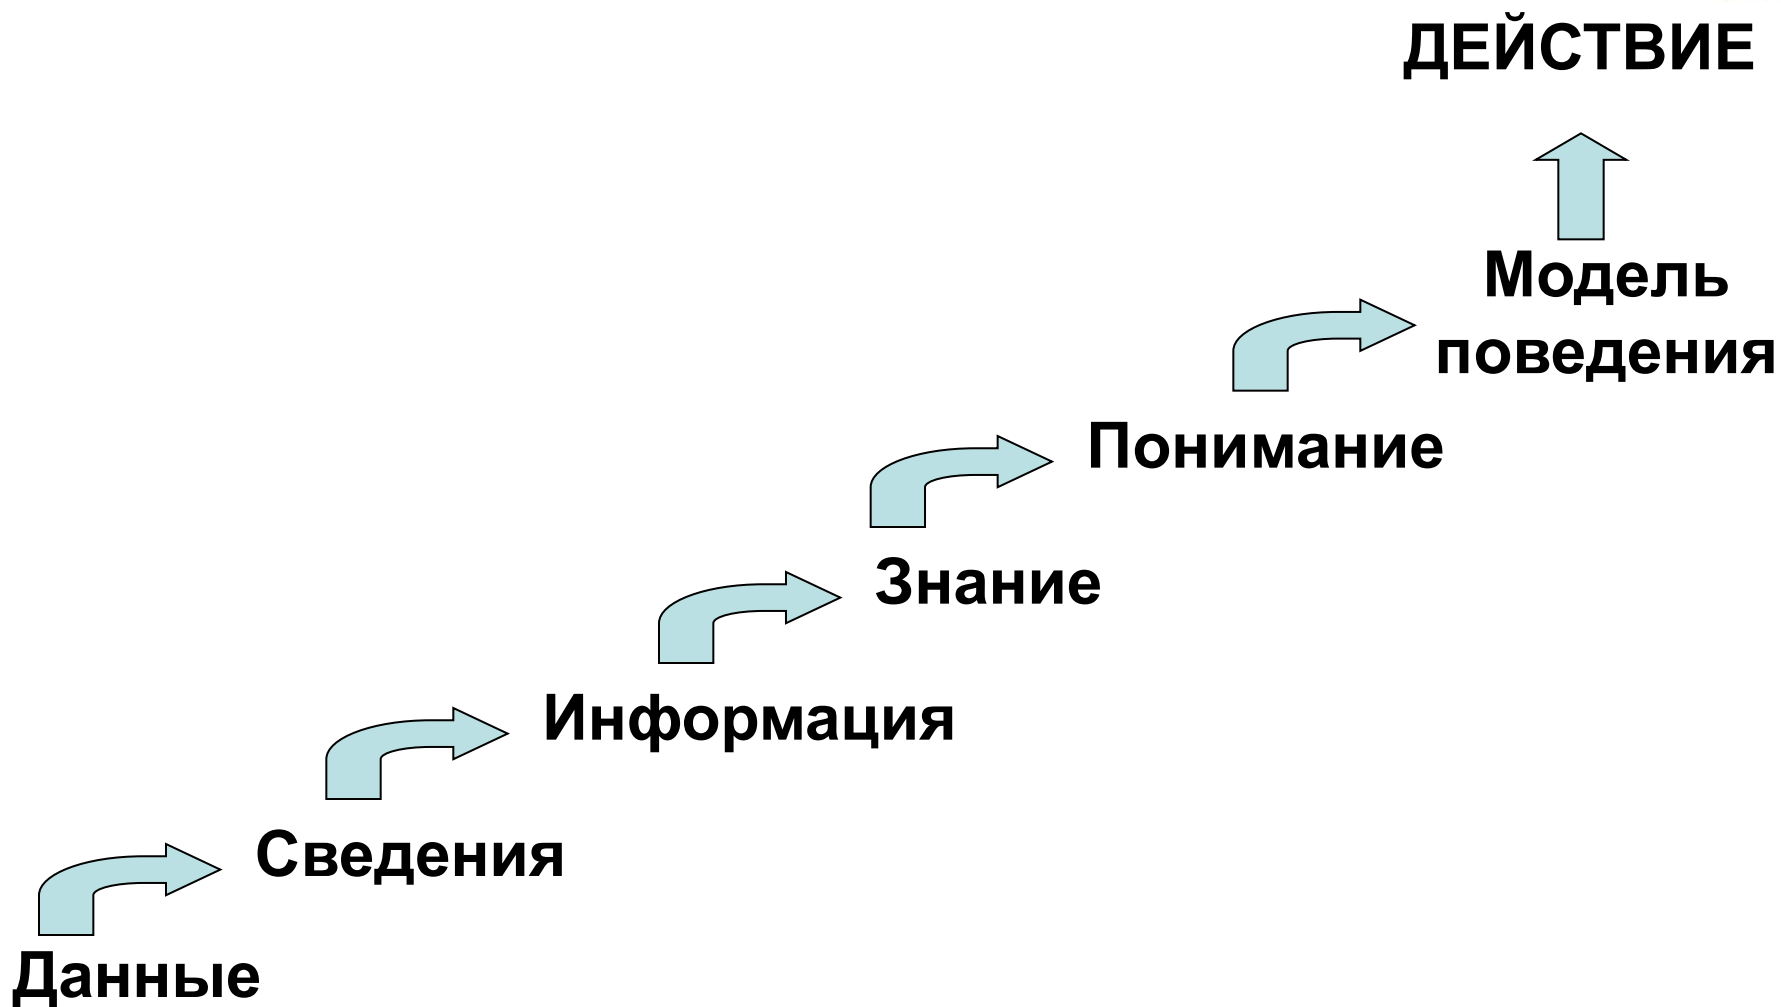 ДЕЙСТВИЕ
Модель
поведения
Понимание
Знание
Информация
Сведения
Данные